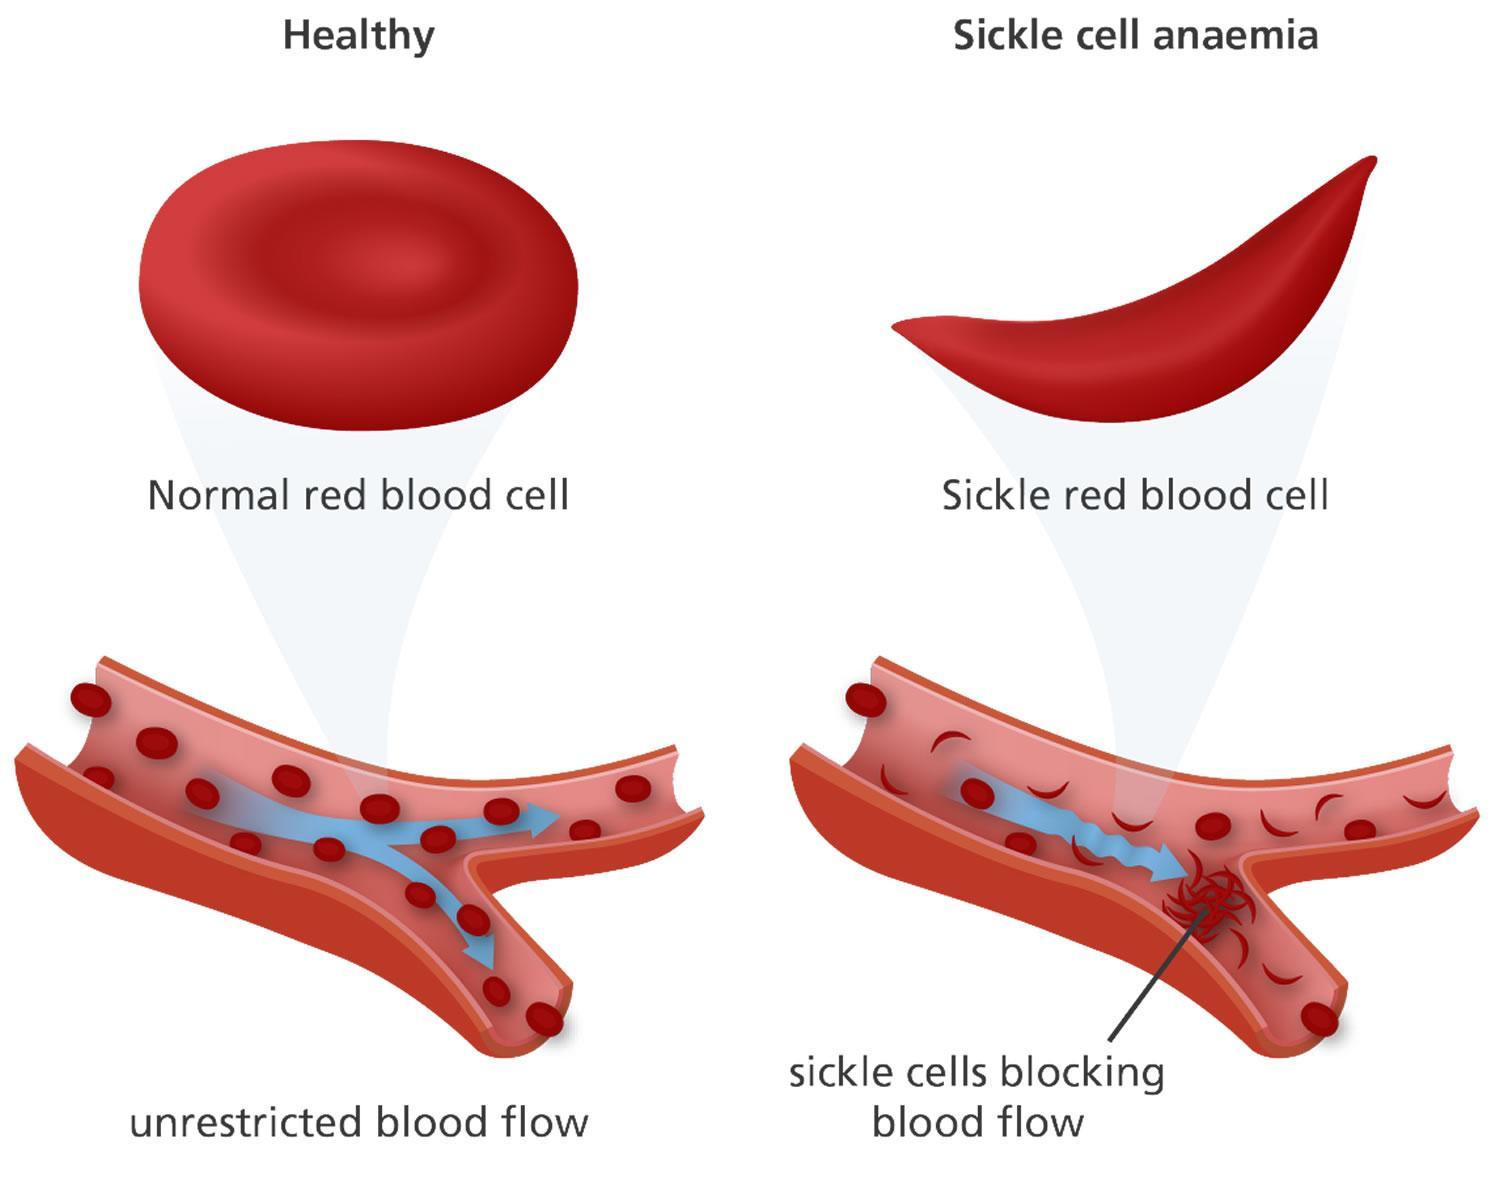 Healthy
Sickle cell anaemia
Normal red blood cell
Sickle red blood cell
unrestricted blood flow
sickle cells blocking
blood flow